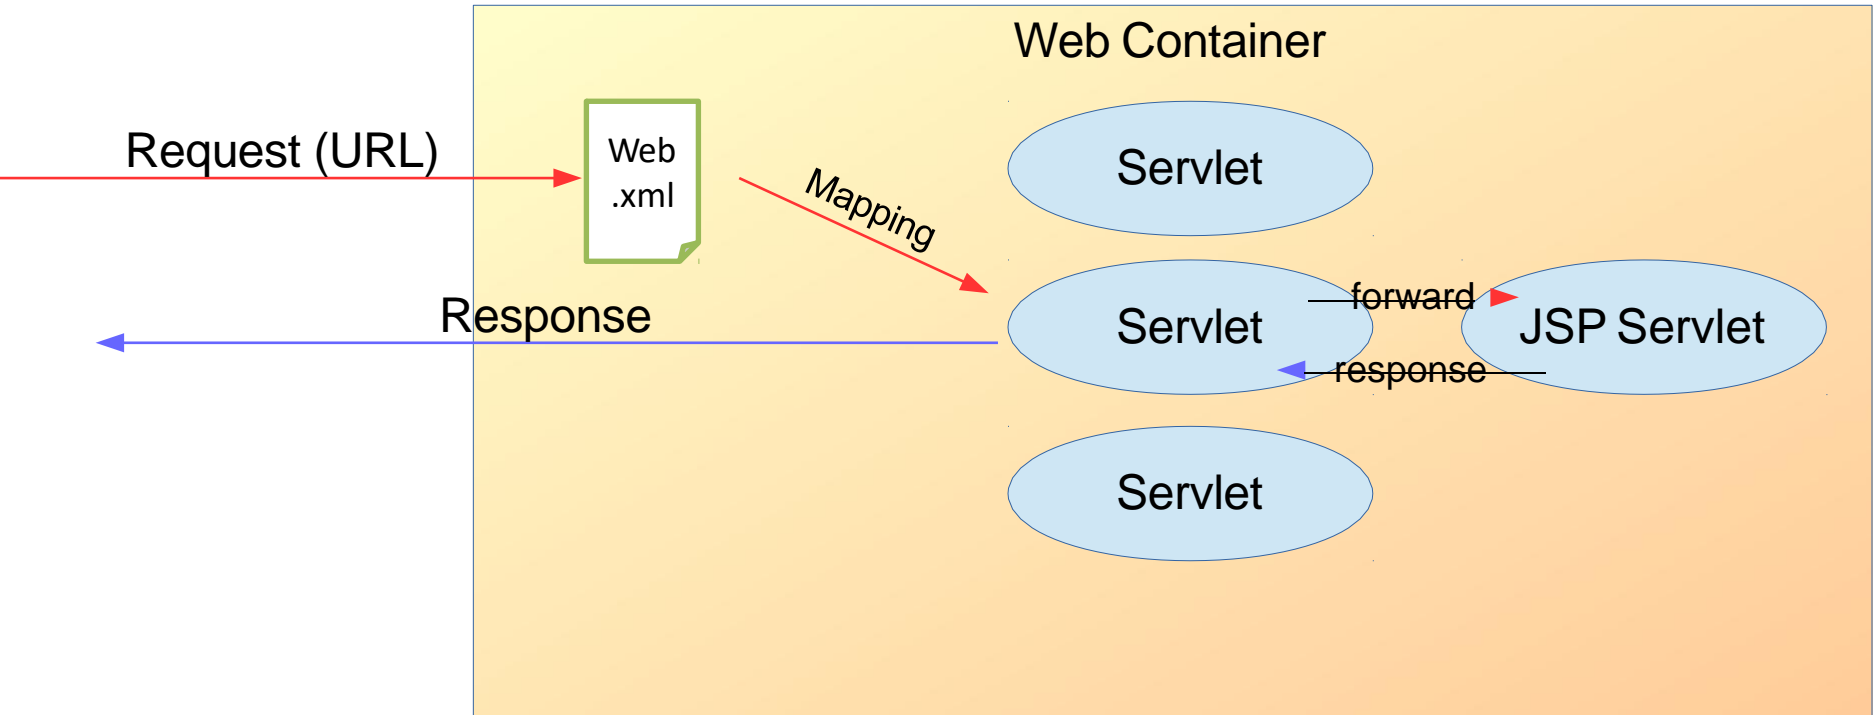 Web Container
Request (URL)
Web
.xml
Mapping
Servlet
Response
Servlet
forward
JSP Servlet
response
Servlet